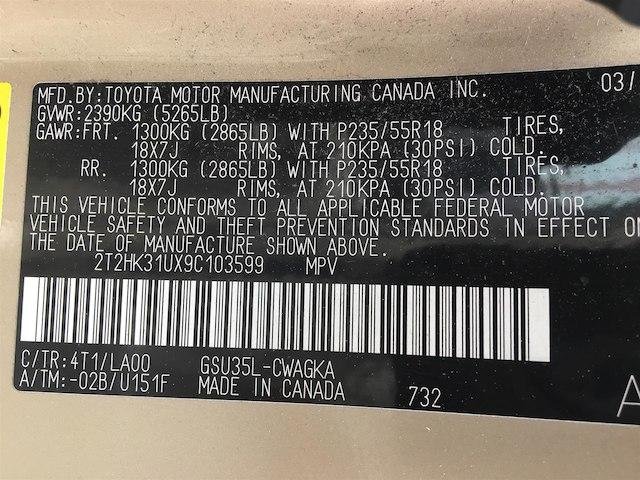 MFD.BY:TOYOTA MOTOR MANUFACTURING CANADA INC. 03/
GVWR:2390KG (5265LB)
GAWR:FRT. 1300KG (2865LB) WITH P235/55R18 TIRES,
18X7J RIMS, AT 210KPA (30PSI) COLD.
RR. 1300KG (2865LB) WITH P235/55R18 TIRES,
18X7J RIMS, AT 210KPA (30PSI) COLD.
THIS VEHICLE CONFORMS TO ALL APPLICABLE FEDERAL MOTOR
VEHICLE SAFETY AND THEFT PREVENTION STANDARDS IN EFFECT ON
THE DATE OF MANUFACTURE SHOWN ABOVE.
2T2HK31UX9C103599 MPV
C/TR:4T1/LA00 GSU35L-CWAGKA
A/TM:-02B/U151F MADE IN CANADA 732 A